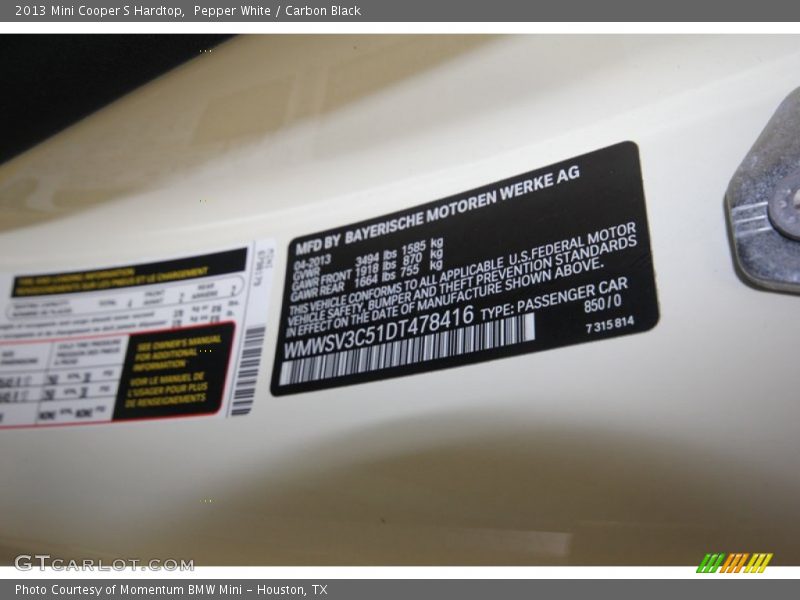 2013 Mini Cooper S Hardtop, Pepper White / Carbon Black
MFD BY BAYERISCHE MOTOREN WERKE AG
04-2013
GVWR 3494 lbs 1585 kg
GAWR FRONT 1918 lbs 870 kg
GAWR REAR 1664 lbs 755 kg
THIS VEHICLE CONFORMS TO ALL APPLICABLE U.S.FEDERAL MOTOR
VEHICLE SAFETY, BUMPER AND THEFT PREVENTION STANDARDS
IN EFFECT ON THE DATE OF MANUFACTURE SHOWN ABOVE.
WMWSV3C51DT478416 TYPE: PASSENGER CAR
850/0
7 315 814
SEE OWNER'S MANUAL
FOR ADDITIONAL
INFORMATION
VOIR LE MANUEL DE
L'USAGER POUR PLUS
DE RENSEIGNEMENTS
GTCARLOT.COM
Photo Courtesy of Momentum BMW Mini - Houston, TX